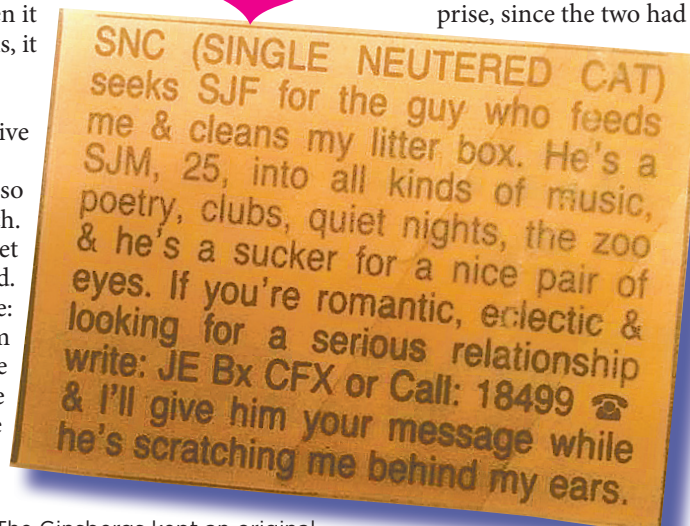 en it
s, it
ive
so
h.
et
d.
e:
n
e
e
e
prise, since the two had
SNC (SINGLE NEUTERED CAT)
seeks SJF for the guy who feeds
me & cleans my litter box. He's a
SJM, 25, into all kinds of music,
poetry, clubs, quiet nights, the zoo
& he's a sucker for a nice pair of
eyes. If you're romantic, eclectic &
looking for a serious relationship
write: JE Bx CFX or Call: 18499 ☎
& I'll give him your message while
he's scratching me behind my ears.
The Ginsbergs kept an original